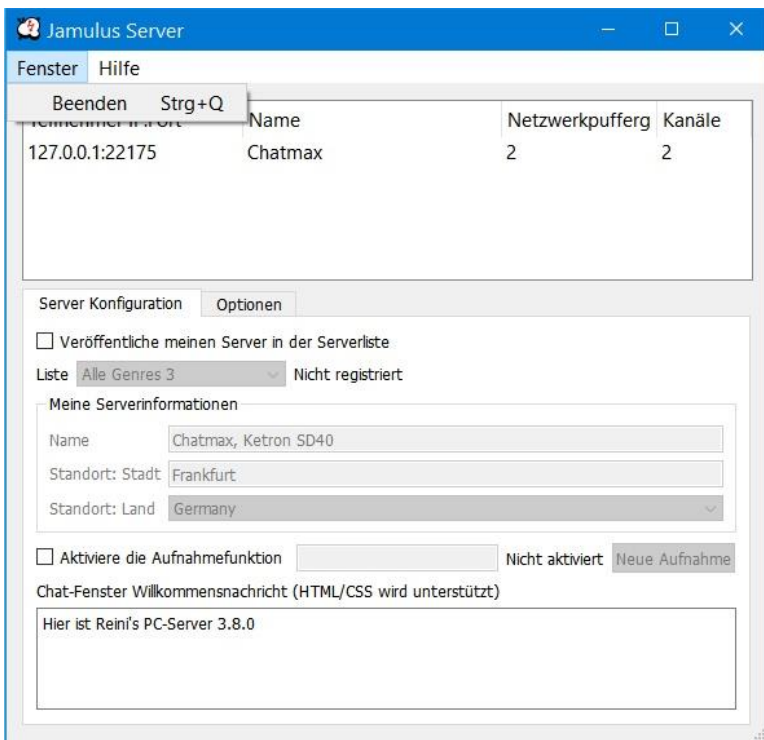 Jamulus Server
Fenster Hilfe
Beenden Strg+Q
Name Netzwerkpufferg Kanäle
127.0.0.1:22175 Chatmax 2 2
Server Konfiguration Optionen
Veröffentliche meinen Server in der Serverliste
Liste Alle Genres 3 Nicht registriert
Meine Serverinformationen
Name Chatmax, Ketron SD40
Standort: Stadt Frankfurt
Standort: Land Germany
Aktiviere die Aufnahmefunktion Nicht aktiviert Neue Aufnahme
Chat-Fenster Willkommensnachricht (HTML/CSS wird unterstützt)
Hier ist Reini's PC-Server 3.8.0